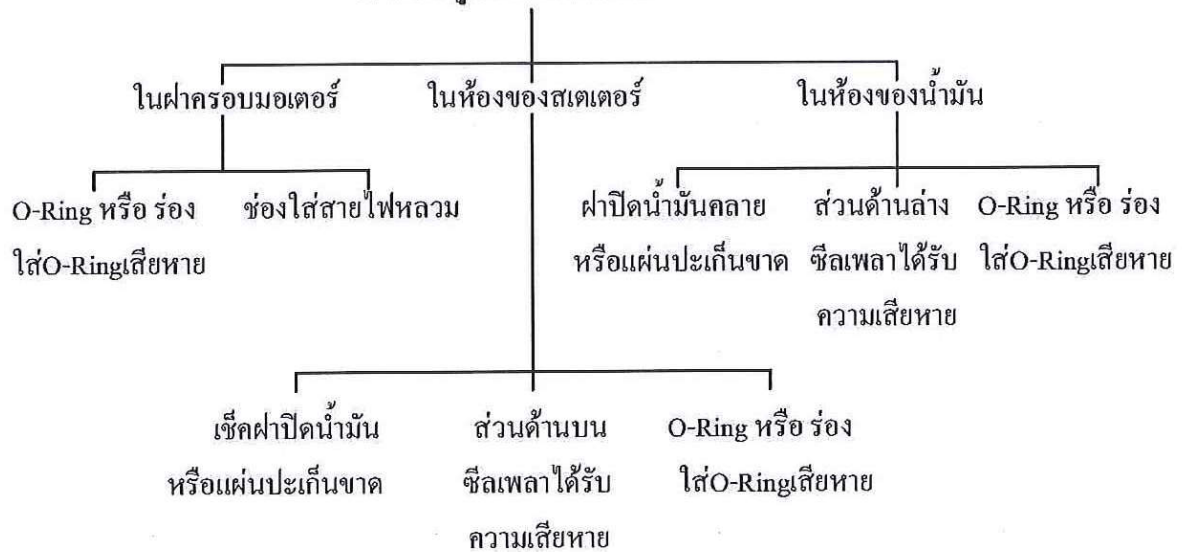 ในฝาครอบมอเตอร์ ในห้องของสเตเตอร์ ในห้องของน้ำมัน
O-Ring หรือ ร่อง ช่องใส่สายไฟหลวม ฝาปิดน้ำมันคลาย ส่วนด้านล่าง O-Ring หรือ ร่อง
ใส่O-Ringเสียหาย หรือแผ่นปะเก็นขาด ซีลเพลาได้รับ ใส่O-Ringเสียหาย
ความเสียหาย
เช็คฝาปิดน้ำมัน ส่วนด้านบน O-Ring หรือ ร่อง
หรือแผ่นปะเก็นขาด ซีลเพลาได้รับ ใส่O-Ringเสียหาย
ความเสียหาย